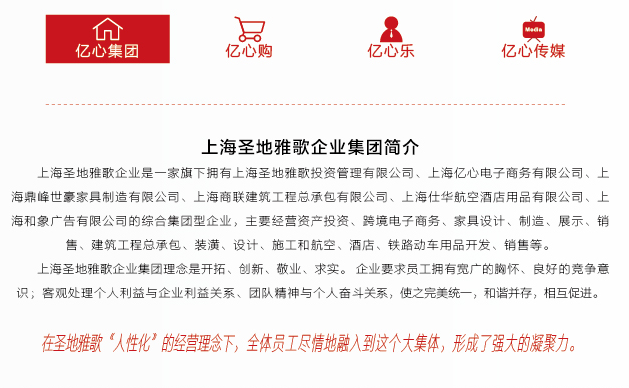 亿心集团 亿心购 亿心乐 Media 亿心传媒
上海圣地雅歌企业集团简介
上海圣地雅歌企业是一家旗下拥有上海圣地雅歌投资管理有限公司、上海亿心电子商务有限公司、上
海鼎峰世豪家具制造有限公司、上海商联建筑工程总承包有限公司、上海仕华航空酒店用品有限公司、上
海和象广告有限公司的综合集团型企业，主要经营资产投资、跨境电子商务、家具设计、制造、展示、销
售、建筑工程总承包、装潢、设计、施工和航空、酒店、铁路动车用品开发、销售等。
上海圣地雅歌企业集团理念是开拓、创新、敬业、求实。 企业要求员工拥有宽广的胸怀、良好的竞争意
识；客观处理个人利益与企业利益关系、团队精神与个人奋斗关系，使之完美统一，和谐并存，相互促进。
在圣地雅歌“人性化”的经营理念下，全体员工尽情地融入到这个大集体，形成了强大的凝聚力。